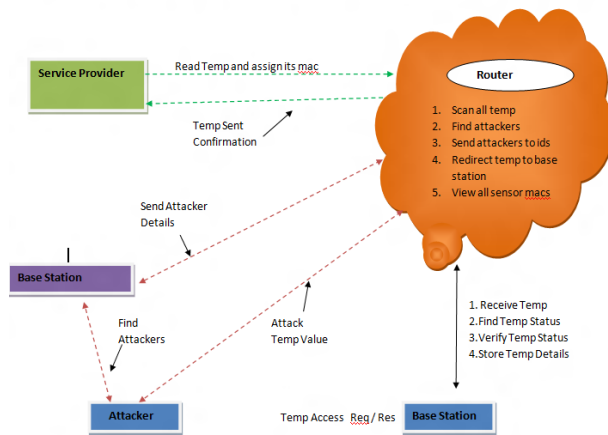 Service Provider
Read Temp and assign its mac
Temp Sent
Confirmation
Router
1. Scan all temp
2. Find attackers
3. Send attackers to ids
4. Redirect temp to base
station
5. View all sensor macs
Send Attacker
Details
Base Station
Find
Attackers
Attack
Temp Value
1. Receive Temp
2.Find Temp Status
3.Verify Temp Status
4.Store Temp Details
Attacker
Temp Access Req / Res
Base Station